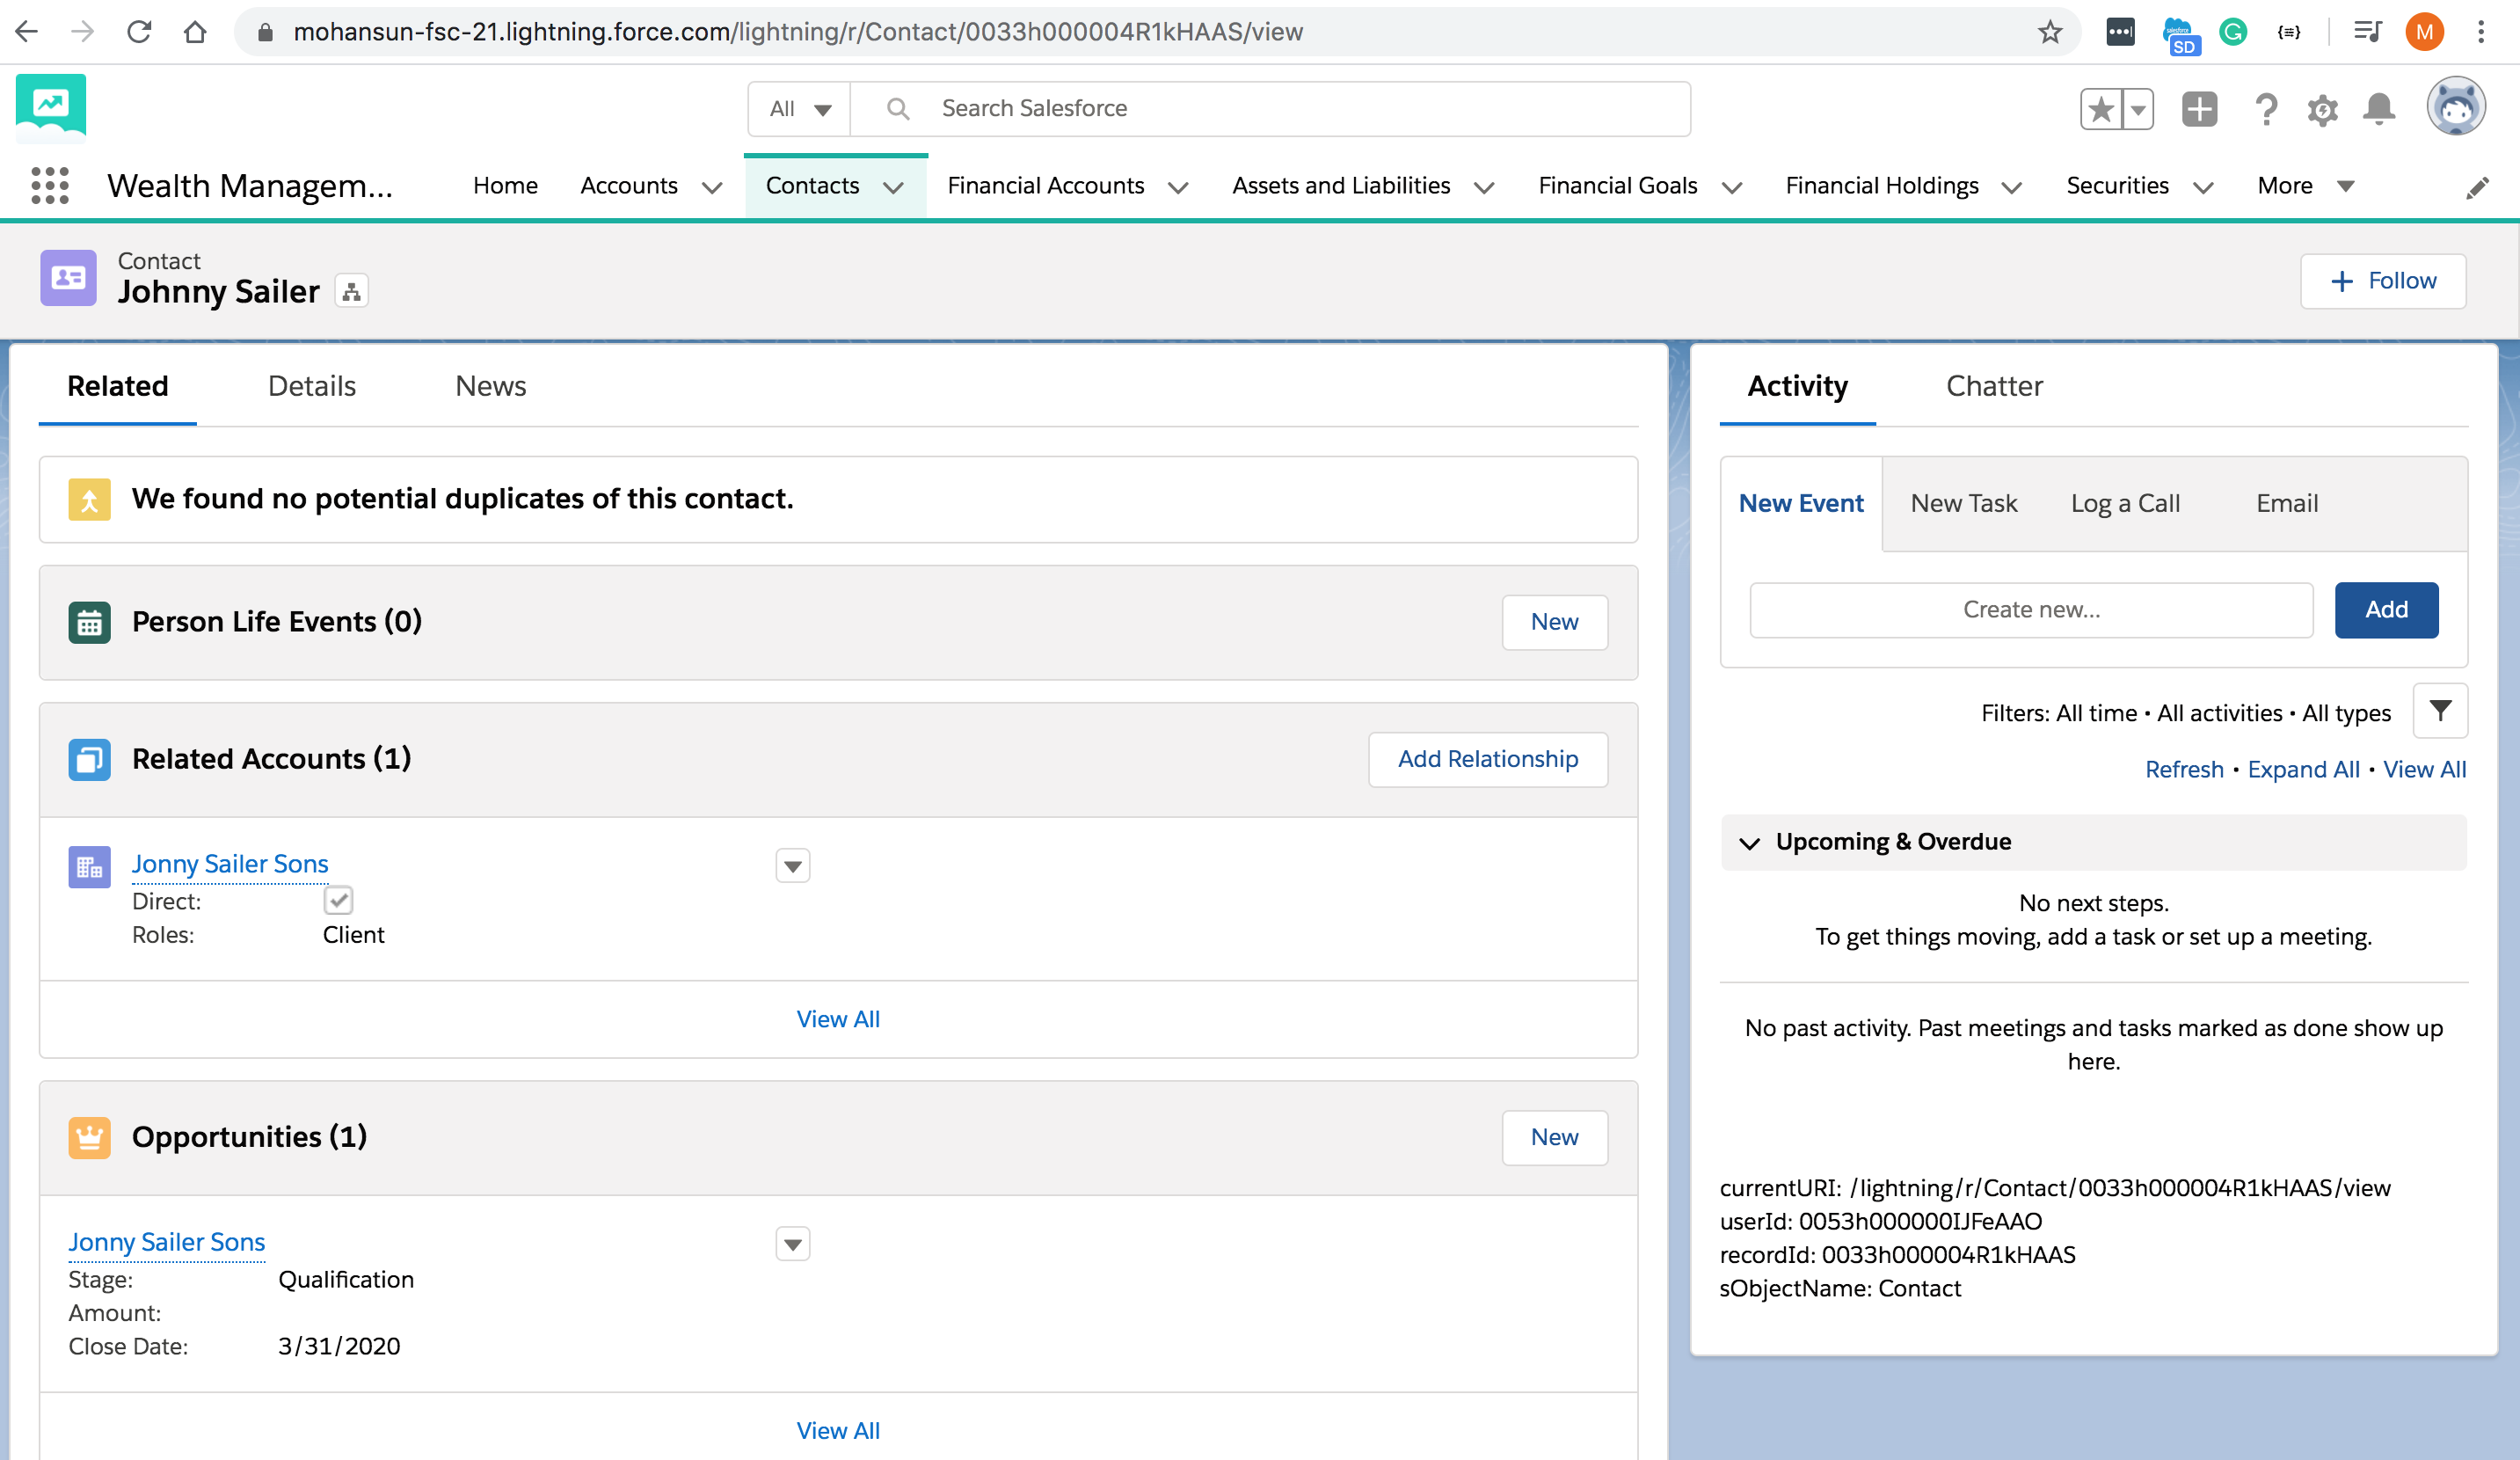 mohansun-fsc-21.lightning.force.com/lightning/r/Contact/0033h000004R1kHAAS/view
SD
M
All
Search Salesforce
Wealth Managem...
Home
Accounts
Contacts
Financial Accounts
Assets and Liabilities
Financial Goals
Financial Holdings
Securities
More
Contact
Johnny Sailer
Follow
Related
Details
News
We found no potential duplicates of this contact.
Person Life Events (0)
New
Related Accounts (1)
Add Relationship
Jonny Sailer Sons
Direct:
Roles: Client
View All
Opportunities (1)
New
Jonny Sailer Sons
Stage: Qualification
Amount:
Close Date: 3/31/2020
View All
Activity
Chatter
New Event
New Task
Log a Call
Email
Create new...
Add
Filters: All time • All activities • All types
Refresh • Expand All • View All
Upcoming & Overdue
No next steps.
To get things moving, add a task or set up a meeting.
No past activity. Past meetings and tasks marked as done show up
here.
currentURI: /lightning/r/Contact/0033h000004R1kHAAS/view
userId: 0053h000000IJFeAAO
recordId: 0033h000004R1kHAAS
sObjectName: Contact